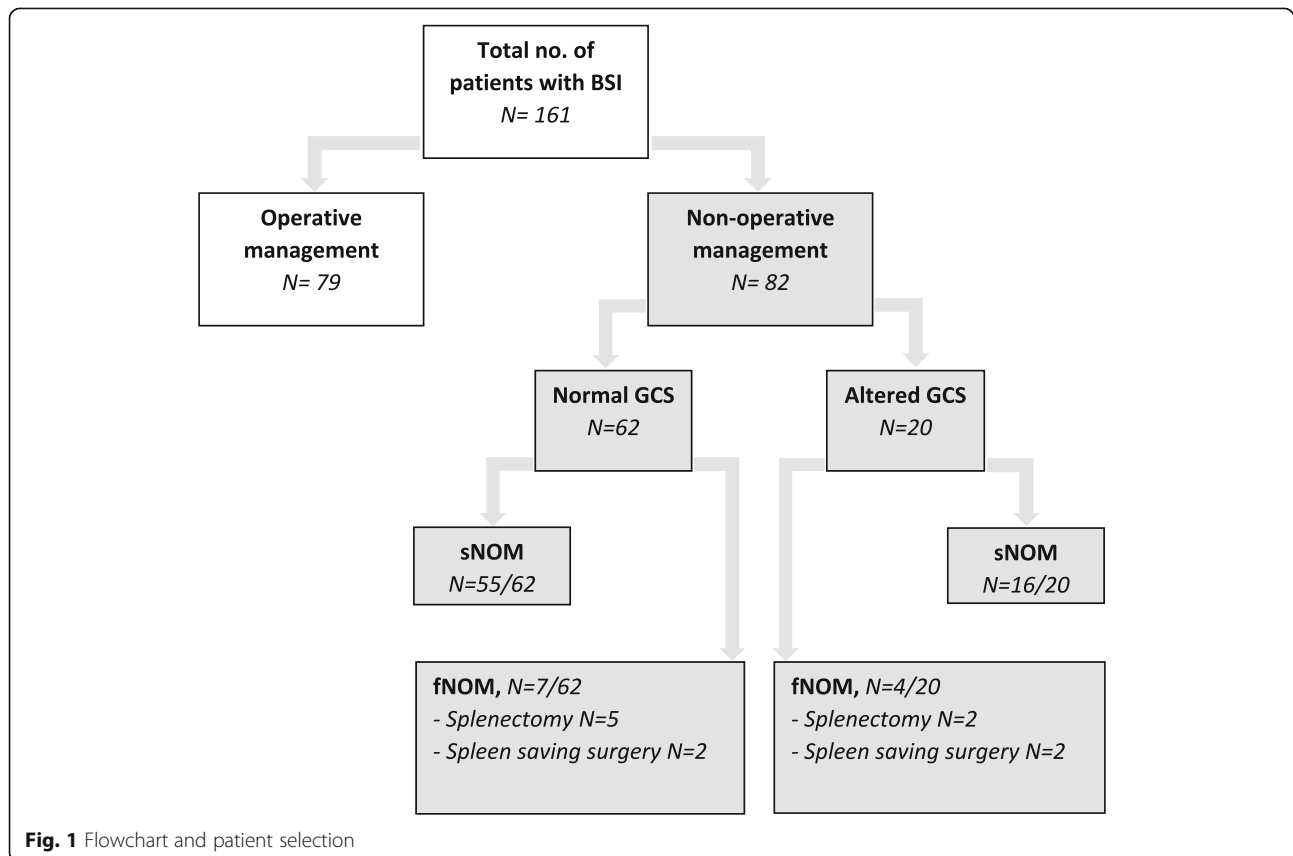 Total no. of
patients with BSI
N= 161
Operative
management
N= 79
Non-operative
management
N= 82
Normal GCS
N=62
Altered GCS
N=20
sNOM
N=55/62
sNOM
N=16/20
fNOM, N=7/62
- Splenectomy N=5
- Spleen saving surgery N=2
fNOM, N=4/20
- Splenectomy N=2
- Spleen saving surgery N=2
Fig. 1 Flowchart and patient selection